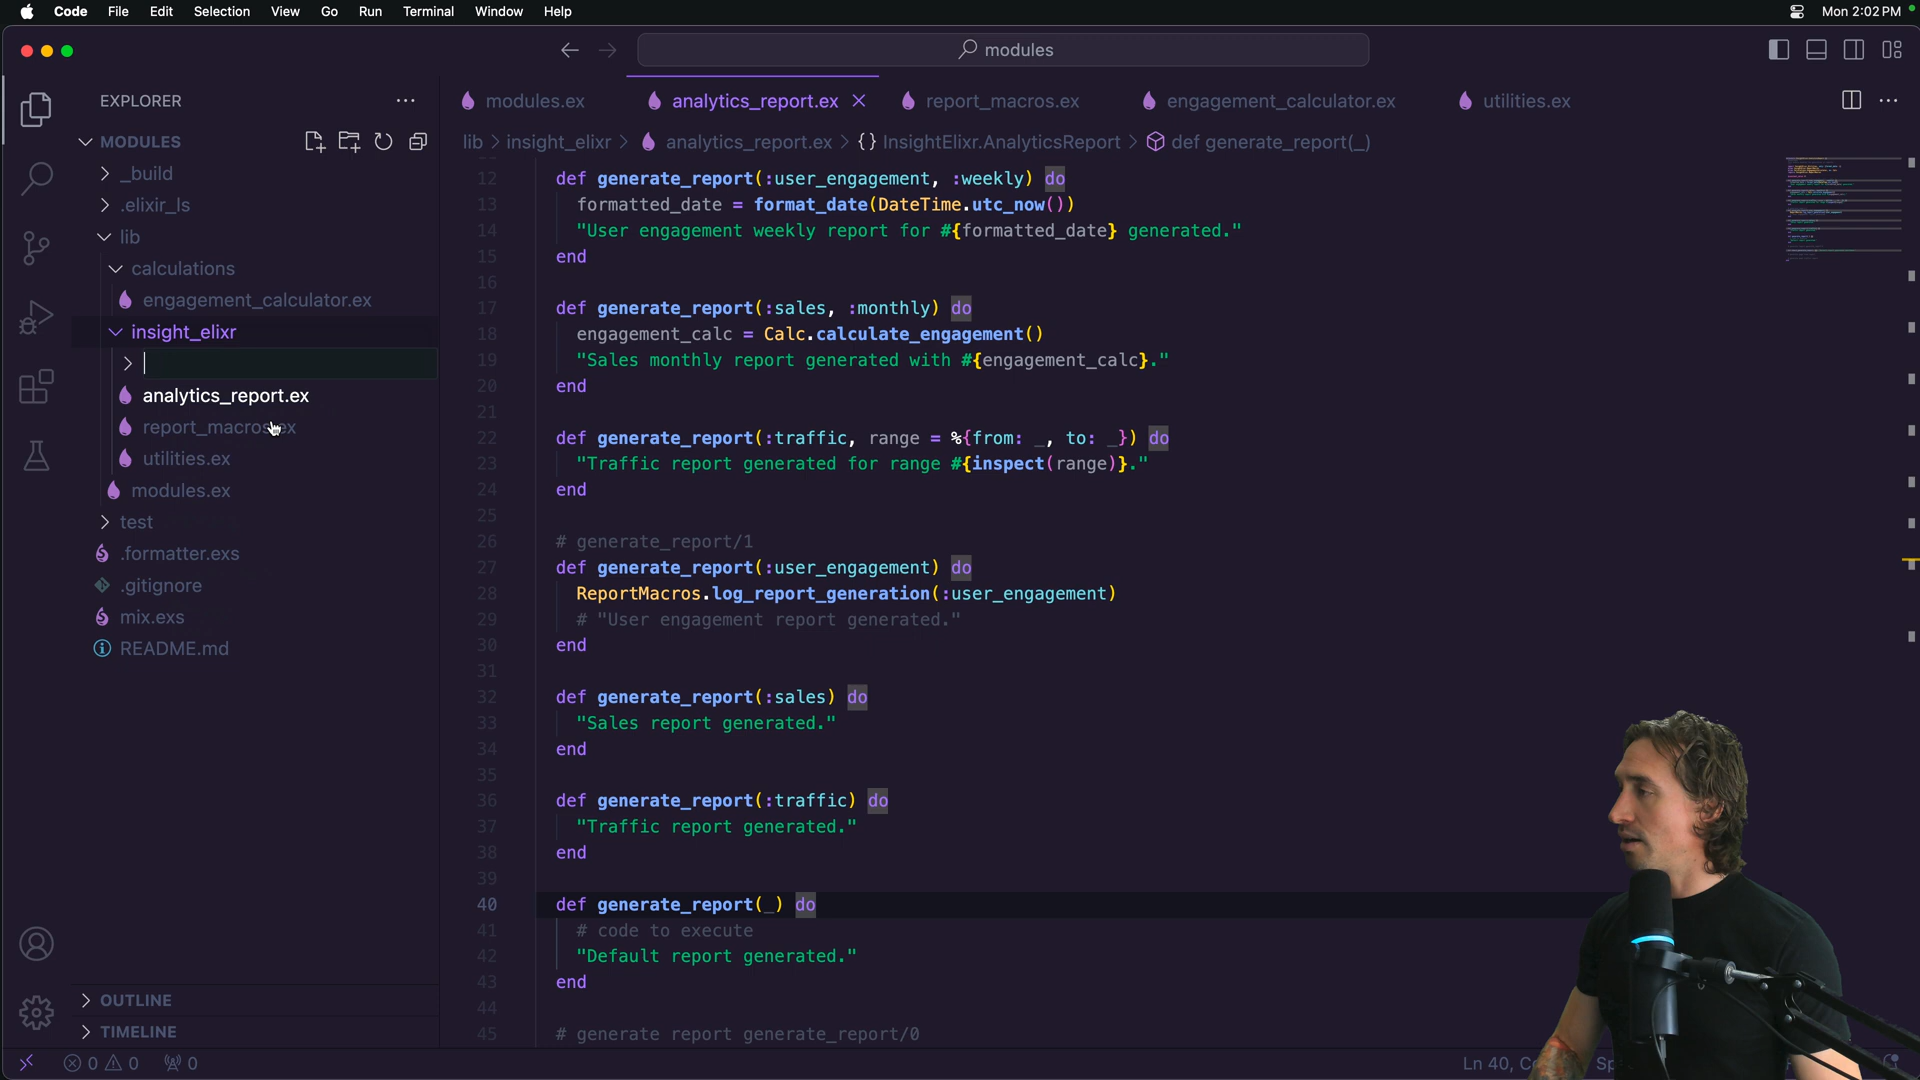 Code File Edit Selection View Go Run Terminal Window Help Mon 2:02 PM
modules
EXPLORER
MODULES
_build
.elixir_ls
lib
calculations
engagement_calculator.ex
insight_elixr
analytics_report.ex
report_macros.ex
utilities.ex
modules.ex
test
.formatter.exs
.gitignore
mix.exs
README.md
OUTLINE
TIMELINE
modules.ex analytics_report.ex report_macros.ex engagement_calculator.ex utilities.ex
lib > insight_elixr > analytics_report.ex > {} InsightElixr.AnalyticsReport > def generate_report(_)
12 def generate_report(:user_engagement, :weekly) do
13 formatted_date = format_date(DateTime.utc_now())
14 "User engagement weekly report for #{formatted_date} generated."
15 end
16
17 def generate_report(:sales, :monthly) do
18 engagement_calc = Calc.calculate_engagement()
19 "Sales monthly report generated with #{engagement_calc}."
20 end
21
22 def generate_report(:traffic, range = %{from: _, to: _}) do
23 "Traffic report generated for range #{inspect(range)}."
24 end
25
26 # generate_report/1
27 def generate_report(:user_engagement) do
28 ReportMacros.log_report_generation(:user_engagement)
29 # "User engagement report generated."
30 end
31
32 def generate_report(:sales) do
33 "Sales report generated."
34 end
35
36 def generate_report(:traffic) do
37 "Traffic report generated."
38 end
39
40 def generate_report(_) do
41 # code to execute
42 "Default report generated."
43 end
44
45 # generate report generate_report/0
0 0 0
Ln 40,